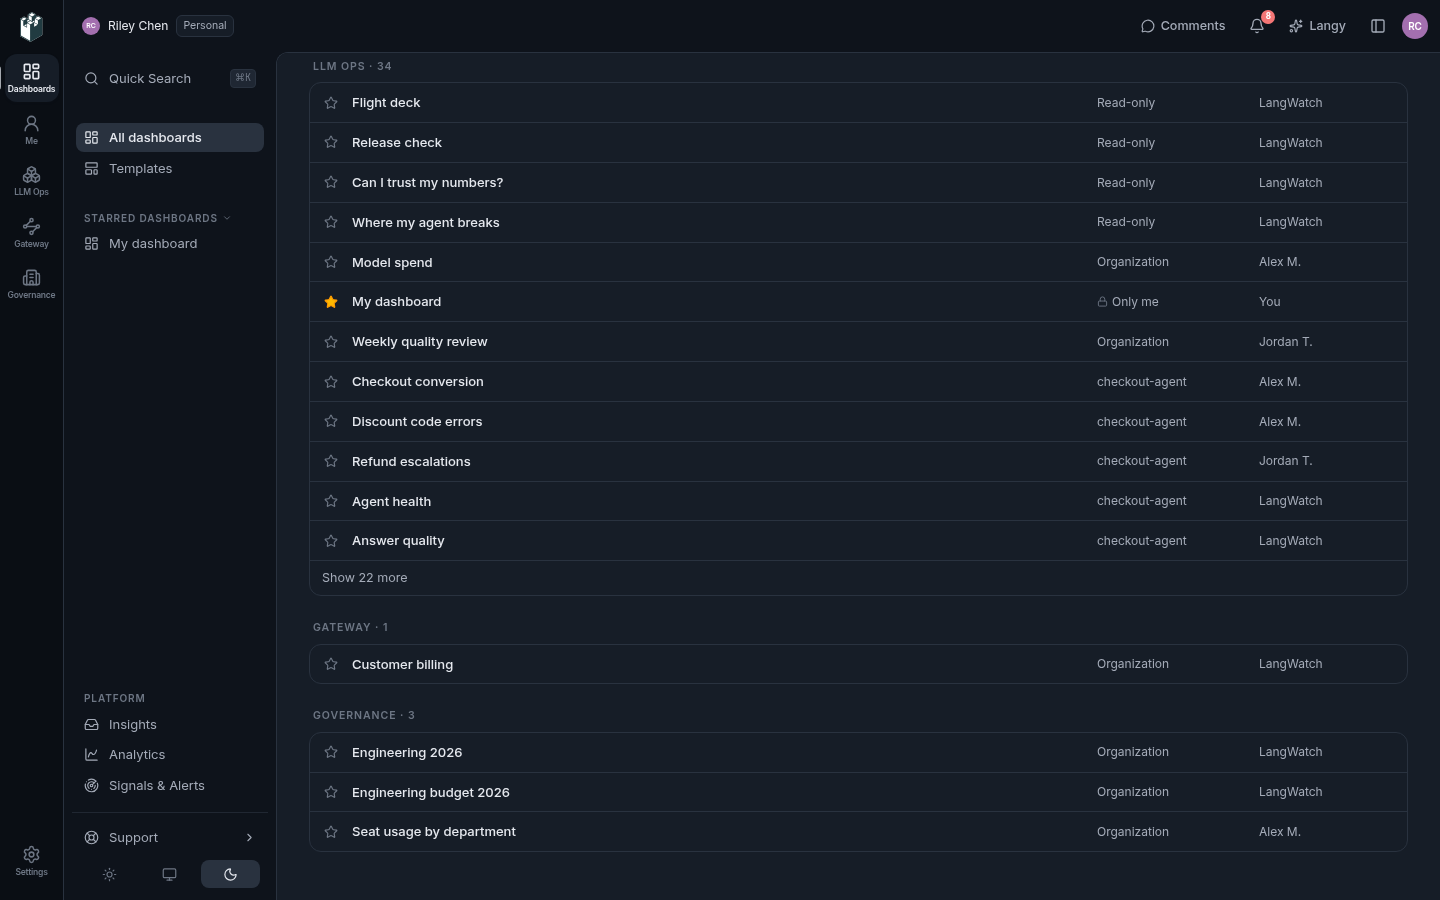 RC Riley Chen Personal
Comments 8 Langy RC
Dashboards
Me
LLM Ops
Gateway
Governance
Settings
Quick Search ⌘K
All dashboards
Templates
STARRED DASHBOARDS
My dashboard
PLATFORM
Insights
Analytics
Signals & Alerts
Support
LLM OPS · 34
Flight deck Read-only LangWatch
Release check Read-only LangWatch
Can I trust my numbers? Read-only LangWatch
Where my agent breaks Read-only LangWatch
Model spend Organization Alex M.
My dashboard Only me You
Weekly quality review Organization Jordan T.
Checkout conversion checkout-agent Alex M.
Discount code errors checkout-agent Alex M.
Refund escalations checkout-agent Jordan T.
Agent health checkout-agent LangWatch
Answer quality checkout-agent LangWatch
Show 22 more
GATEWAY · 1
Customer billing Organization LangWatch
GOVERNANCE · 3
Engineering 2026 Organization LangWatch
Engineering budget 2026 Organization LangWatch
Seat usage by department Organization Alex M.